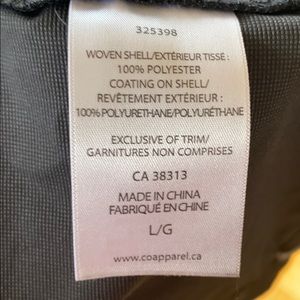 325398
WOVEN SHELL/EXTÉRIEUR TISSÉ :
100% POLYESTER
COATING ON SHELL/
REVÊTEMENT EXTÉRIEUR :
100% POLYURETHANE/POLYURÉTHANE
EXCLUSIVE OF TRIM/
GARNITURES NON COMPRISES
CA 38313
MADE IN CHINA
FABRIQUÉ EN CHINE
L/G
www.coapparel.ca